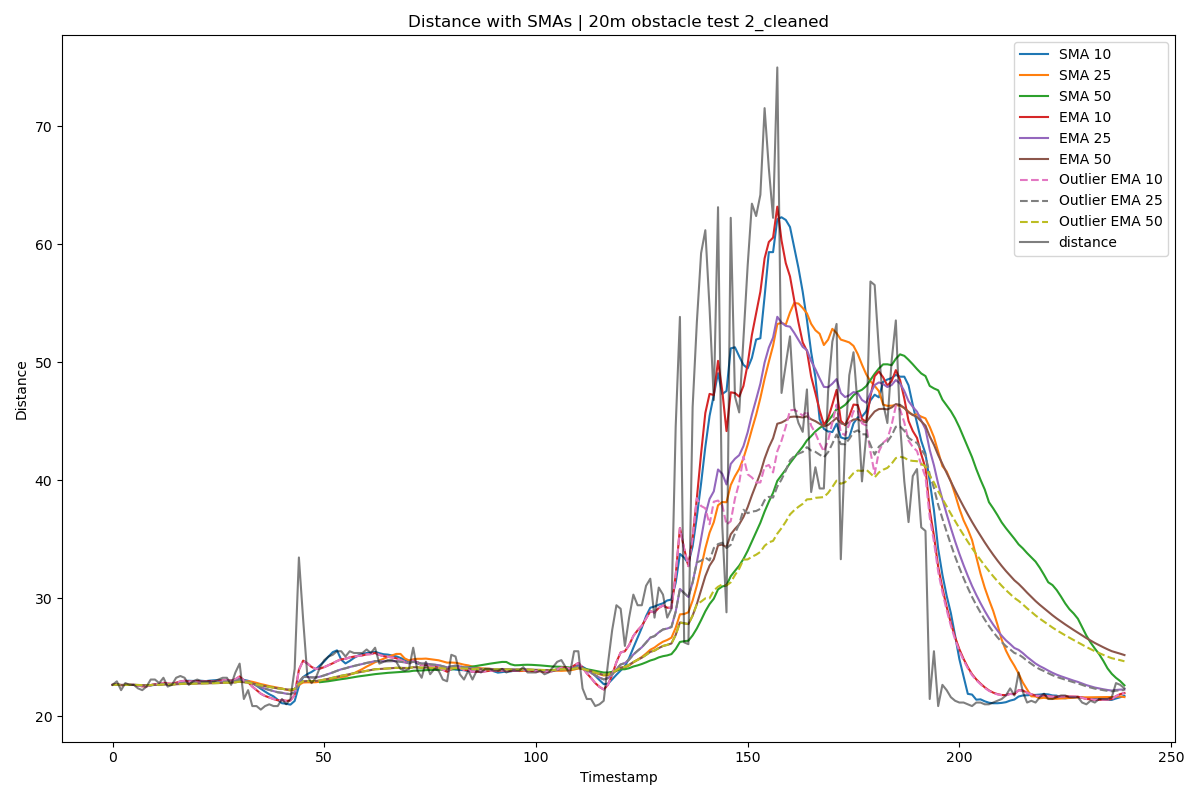 Distance with SMAs | 20m obstacle test 2_cleaned
SMA 10
SMA 25
SMA 50
EMA 10
EMA 25
EMA 50
Outlier EMA 10
Outlier EMA 25
Outlier EMA 50
distance
70
60
50
40
30
20
Distance
0 50 100 150 200 250
Timestamp